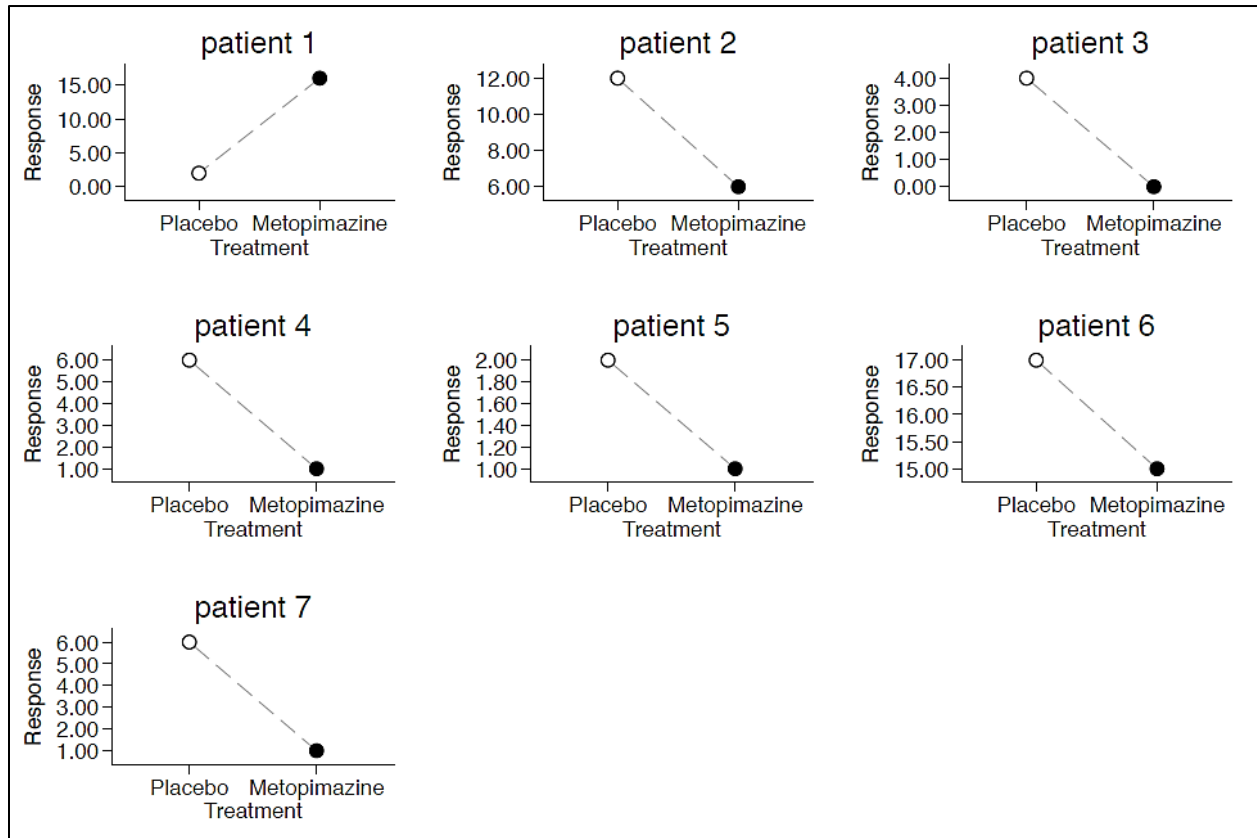 patient 1
Response
15.00
10.00
5.00
0.00
Placebo Metopimazine
Treatment
patient 2
Response
12.00
10.00
8.00
6.00
Placebo Metopimazine
Treatment
patient 3
Response
4.00
3.00
2.00
1.00
0.00
Placebo Metopimazine
Treatment
patient 4
Response
6.00
5.00
4.00
3.00
2.00
1.00
Placebo Metopimazine
Treatment
patient 5
Response
2.00
1.80
1.60
1.40
1.20
1.00
Placebo Metopimazine
Treatment
patient 6
Response
17.00
16.50
16.00
15.50
15.00
Placebo Metopimazine
Treatment
patient 7
Response
6.00
5.00
4.00
3.00
2.00
1.00
Placebo Metopimazine
Treatment